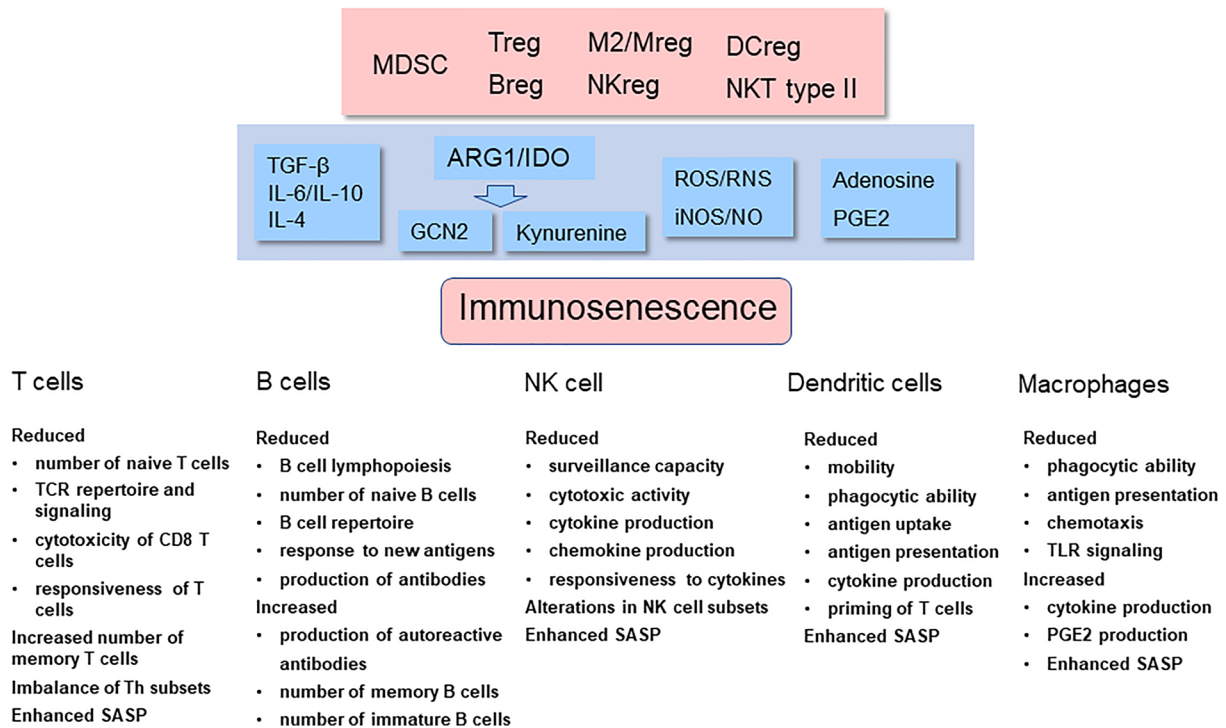 MDSC
Treg
Breg
M2/Mreg
NKreg
DCreg
NKT type II
TGF-β
IL-6/IL-10
IL-4
ARG1/IDO
GCN2
Kynurenine
ROS/RNS
iNOS/NO
Adenosine
PGE2
Immunosenescence
T cells
Reduced
• number of naive T cells
• TCR repertoire and
signaling
• cytotoxicity of CD8 T
cells
• responsiveness of T
cells
Increased number of
memory T cells
Imbalance of Th subsets
Enhanced SASP
B cells
Reduced
• B cell lymphopoiesis
• number of naive B cells
• B cell repertoire
• response to new antigens
• production of antibodies
Increased
• production of autoreactive
antibodies
• number of memory B cells
• number of immature B cells
NK cell
Reduced
• surveillance capacity
• cytotoxic activity
• cytokine production
• chemokine production
• responsiveness to cytokines
Alterations in NK cell subsets
Enhanced SASP
Dendritic cells
Reduced
• mobility
• phagocytic ability
• antigen uptake
• antigen presentation
• cytokine production
• priming of T cells
Enhanced SASP
Macrophages
Reduced
• phagocytic ability
• antigen presentation
• chemotaxis
• TLR signaling
Increased
• cytokine production
• PGE2 production
• Enhanced SASP